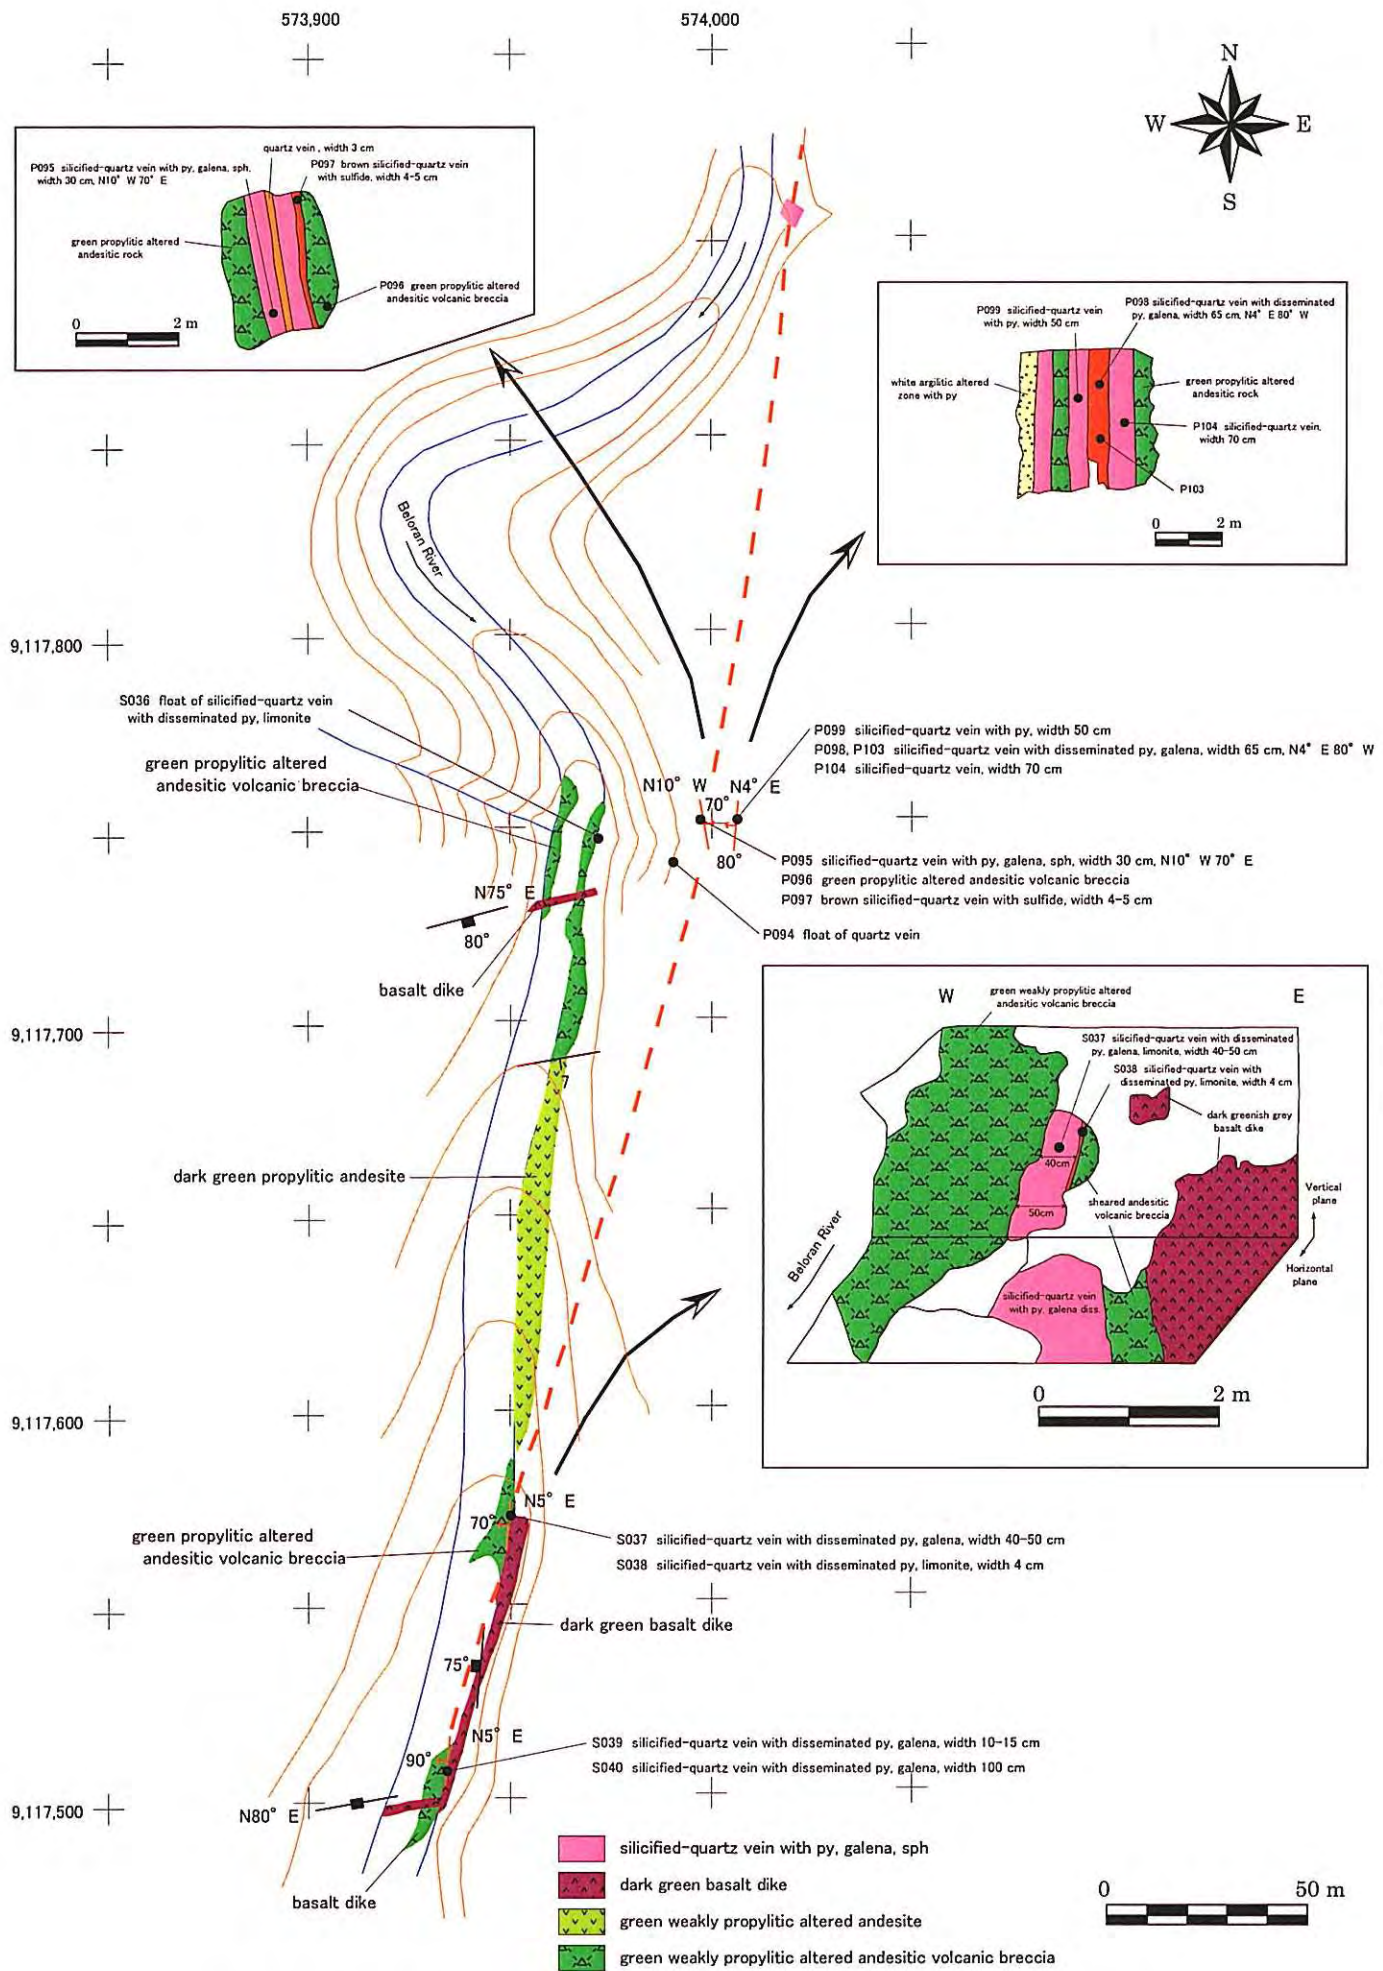 573,900
574,000
N
W
E
S
quartz vein, width 3 cm
P095 silicified-quartz vein with py, galena, sph,
width 30 cm, N10° W 70° E
P097 brown silicified-quartz vein
with sulfide, width 4-5 cm
green propylitic altered
andesitic rock
P096 green propylitic altered
andesitic volcanic breccia
0
2 m
P099 silicified-quartz vein
with py, width 50 cm
P098 silicified-quartz vein with disseminated
py, galena, width 65 cm, N4° E 80° W
white argilitic altered
zone with py
green propylitic altered
andesitic rock
P104 silicified-quartz vein,
width 70 cm
P103
0
2 m
Beloran River
9,117,800
S036 float of silicified-quartz vein
with disseminated py, limonite
green propylitic altered
andesitic volcanic breccia
P099 silicified-quartz vein with py, width 50 cm
P098, P103 silicified-quartz vein with disseminated py, galena, width 65 cm, N4° E 80° W
P104 silicified-quartz vein, width 70 cm
N10° W
N4° E
70°
80°
P095 silicified-quartz vein with py, galena, sph, width 30 cm, N10° W 70° E
P096 green propylitic altered andesitic volcanic breccia
P097 brown silicified-quartz vein with sulfide, width 4-5 cm
P094 float of quartz vein
N75° E
80°
basalt dike
9,117,700
7
W
E
green weakly propylitic altered
andesitic volcanic breccia
S037 silicified-quartz vein with disseminated
py, galena, limonite, width 40-50 cm
S038 silicified-quartz vein with
disseminated py, limonite, width 4 cm
dark greenish grey
basalt dike
40cm
50cm
sheared andesitic
volcanic breccia
Vertical
plane
Horizontal
plane
Beloran River
silicified-quartz vein
with py, galena diss.
0
2 m
dark green propylitic andesite
9,117,600
N5° E
70°
green propylitic altered
andesitic volcanic breccia
S037 silicified-quartz vein with disseminated py, galena, width 40-50 cm
S038 silicified-quartz vein with disseminated py, limonite, width 4 cm
dark green basalt dike
75°
N5° E
90°
S039 silicified-quartz vein with disseminated py, galena, width 10-15 cm
S040 silicified-quartz vein with disseminated py, galena, width 100 cm
9,117,500
N80° E
basalt dike
silicified-quartz vein with py, galena, sph
dark green basalt dike
green weakly propylitic altered andesite
green weakly propylitic altered andesitic volcanic breccia
0
50 m